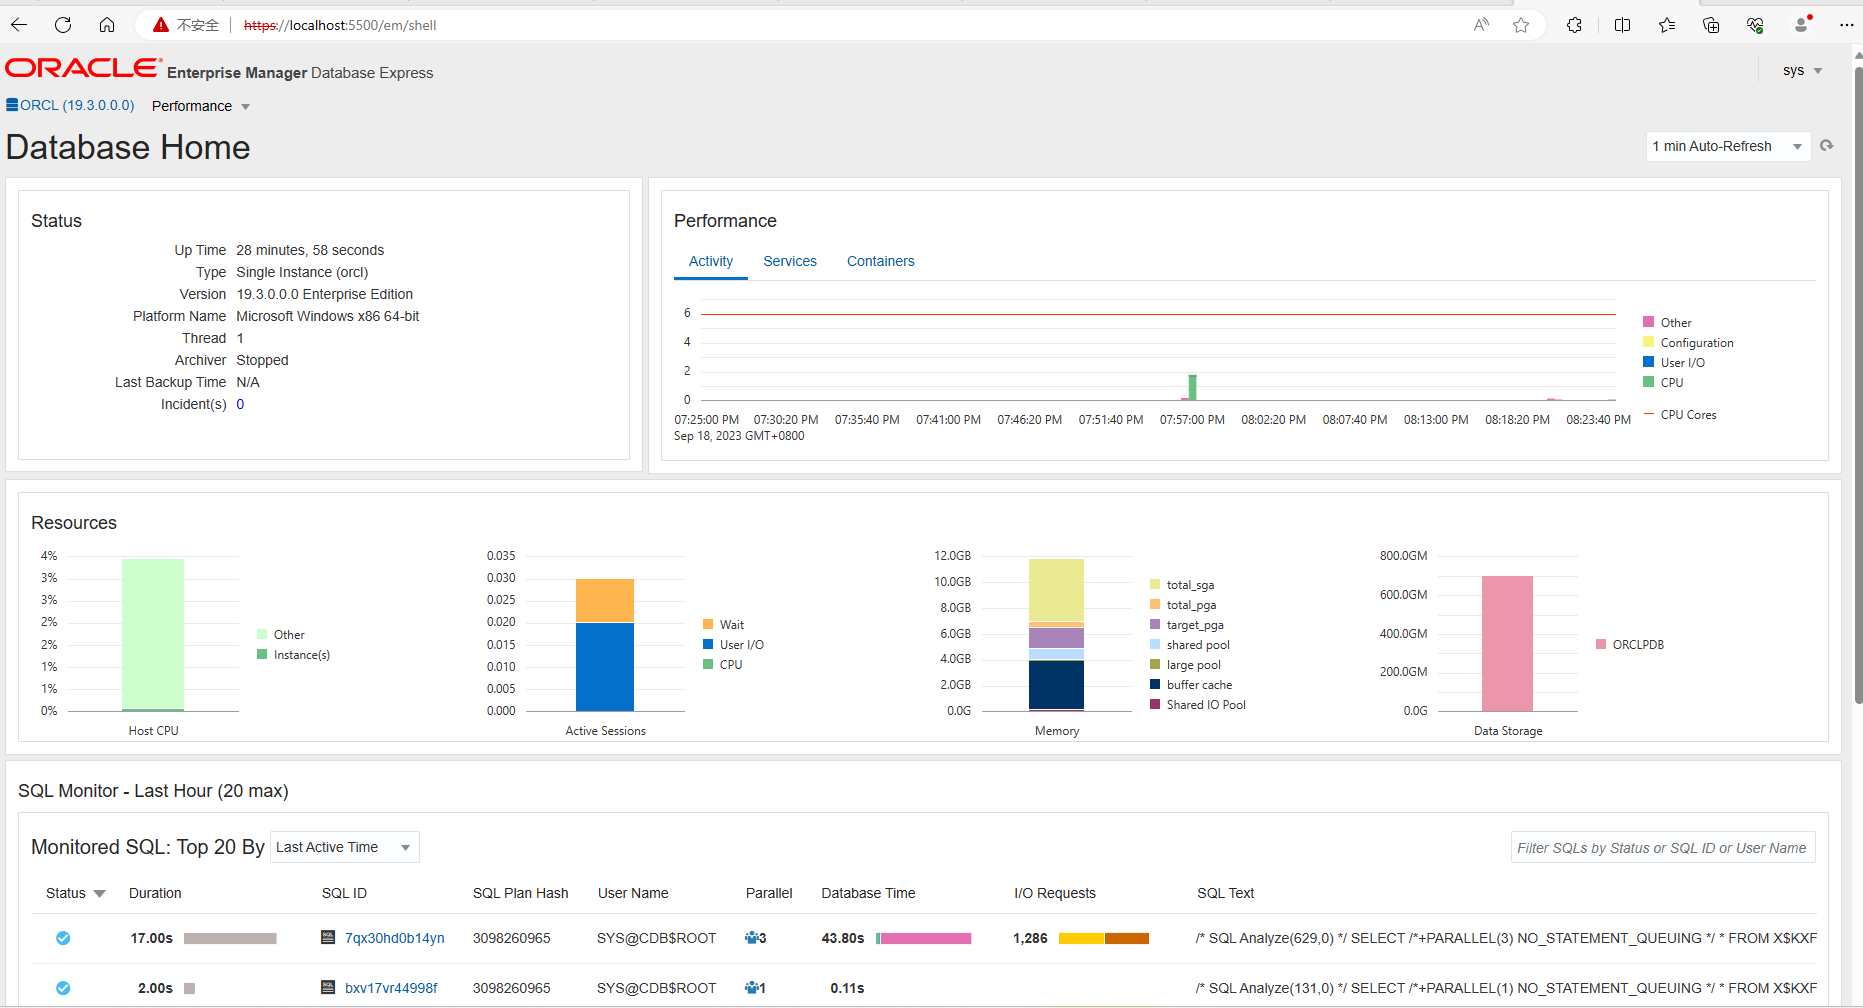 不安全 https://localhost:5500/em/shell
ORACLE Enterprise Manager Database Express
sys
ORCL (19.3.0.0.0) Performance
Database Home
1 min Auto-Refresh
Status
Up Time 28 minutes, 58 seconds
Type Single Instance (orcl)
Version 19.3.0.0.0 Enterprise Edition
Platform Name Microsoft Windows x86 64-bit
Thread 1
Archiver Stopped
Last Backup Time N/A
Incident(s) 0
Performance
Activity Services Containers
6
4
2
0
07:25:00 PM 07:30:20 PM 07:35:40 PM 07:41:00 PM 07:46:20 PM 07:51:40 PM 07:57:00 PM 08:02:20 PM 08:07:40 PM 08:13:00 PM 08:18:20 PM 08:23:40 PM
Sep 18, 2023 GMT+0800
Other
Configuration
User I/O
CPU
CPU Cores
Resources
4%
3%
3%
2%
2%
1%
1%
0%
Host CPU
Other
Instance(s)
0.035
0.030
0.025
0.020
0.015
0.010
0.005
0.000
Active Sessions
Wait
User I/O
CPU
12.0GB
10.0GB
8.0GB
6.0GB
4.0GB
2.0GB
0.0G
Memory
total_sga
total_pga
target_pga
shared pool
large pool
buffer cache
Shared IO Pool
800.0GM
600.0GM
400.0GM
200.0GM
0.0G
Data Storage
ORCLPDB
SQL Monitor - Last Hour (20 max)
Monitored SQL: Top 20 By Last Active Time
Filter SQLs by Status or SQL ID or User Name
Status Duration SQL ID SQL Plan Hash User Name Parallel Database Time I/O Requests SQL Text
17.00s SQL 7qx30hd0b14yn 3098260965 SYS@CDB$ROOT 3 43.80s 1,286 /* SQL Analyze(629,0) */ SELECT /*+PARALLEL(3) NO_STATEMENT_QUEUING */ * FROM X$KXF
2.00s SQL bxv17vr44998f 3098260965 SYS@CDB$ROOT 1 0.11s /* SQL Analyze(131,0) */ SELECT /*+PARALLEL(1) NO_STATEMENT_QUEUING */ * FROM X$KXF